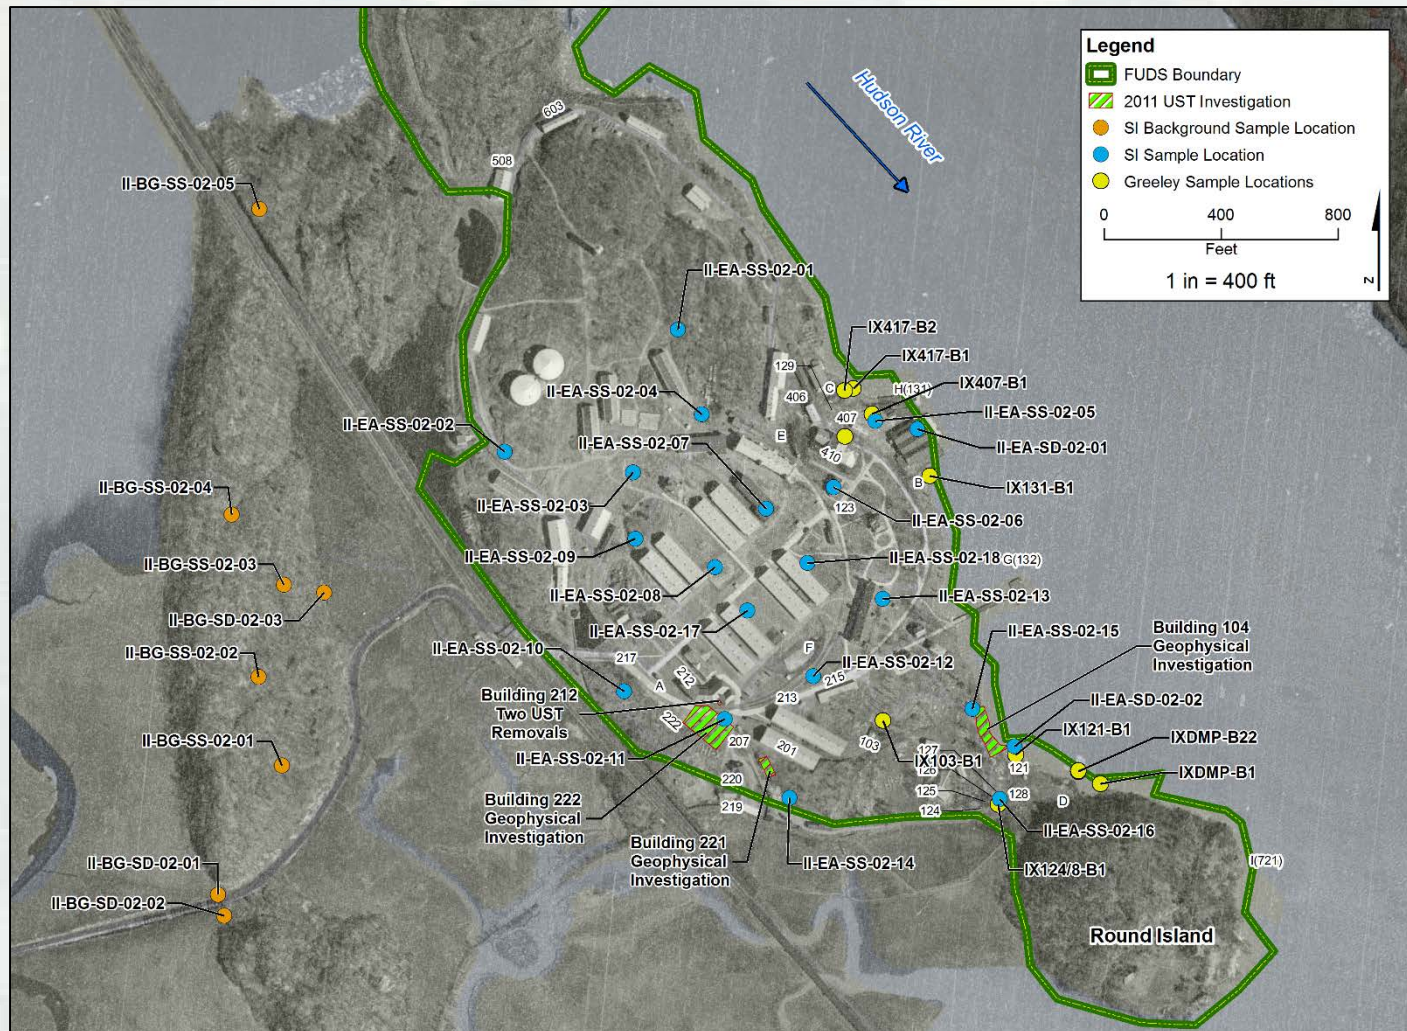 Legend
FUDS Boundary
2011 UST Investigation
SI Background Sample Location
SI Sample Location
Greeley Sample Locations
0 400 800
Feet
1 in = 400 ft
N
Hudson River
603
508
II-BG-SS-02-05
II-EA-SS-02-01
IX417-B2
IX417-B1
129
C
H(131)
IX407-B1
406
407
II-EA-SS-02-04
II-EA-SS-02-05
II-EA-SS-02-02
E
II-EA-SS-02-07
410
II-EA-SD-02-01
B
IX131-B1
II-BG-SS-02-04
II-EA-SS-02-03
123
II-EA-SS-02-06
II-EA-SS-02-09
II-EA-SS-02-18
G(132)
II-BG-SS-02-03
II-EA-SS-02-08
II-EA-SS-02-13
II-BG-SD-02-03
II-EA-SS-02-17
II-EA-SS-02-15
Building 104
Geophysical
Investigation
II-BG-SS-02-02
II-EA-SS-02-10
217
F
II-EA-SS-02-12
A
212
215
213
Building 212
Two UST
Removals
II-EA-SD-02-02
222
207
201
103
IX121-B1
II-BG-SS-02-01
II-EA-SS-02-11
127
IX103-B1
126
121
IXDMP-B22
IXDMP-B1
220
125
128
D
219
124
Building 222
Geophysical
Investigation
II-EA-SS-02-16
Building 221
Geophysical
Investigation
II-EA-SS-02-14
IX124/8-B1
I(721)
II-BG-SD-02-01
II-BG-SD-02-02
Round Island